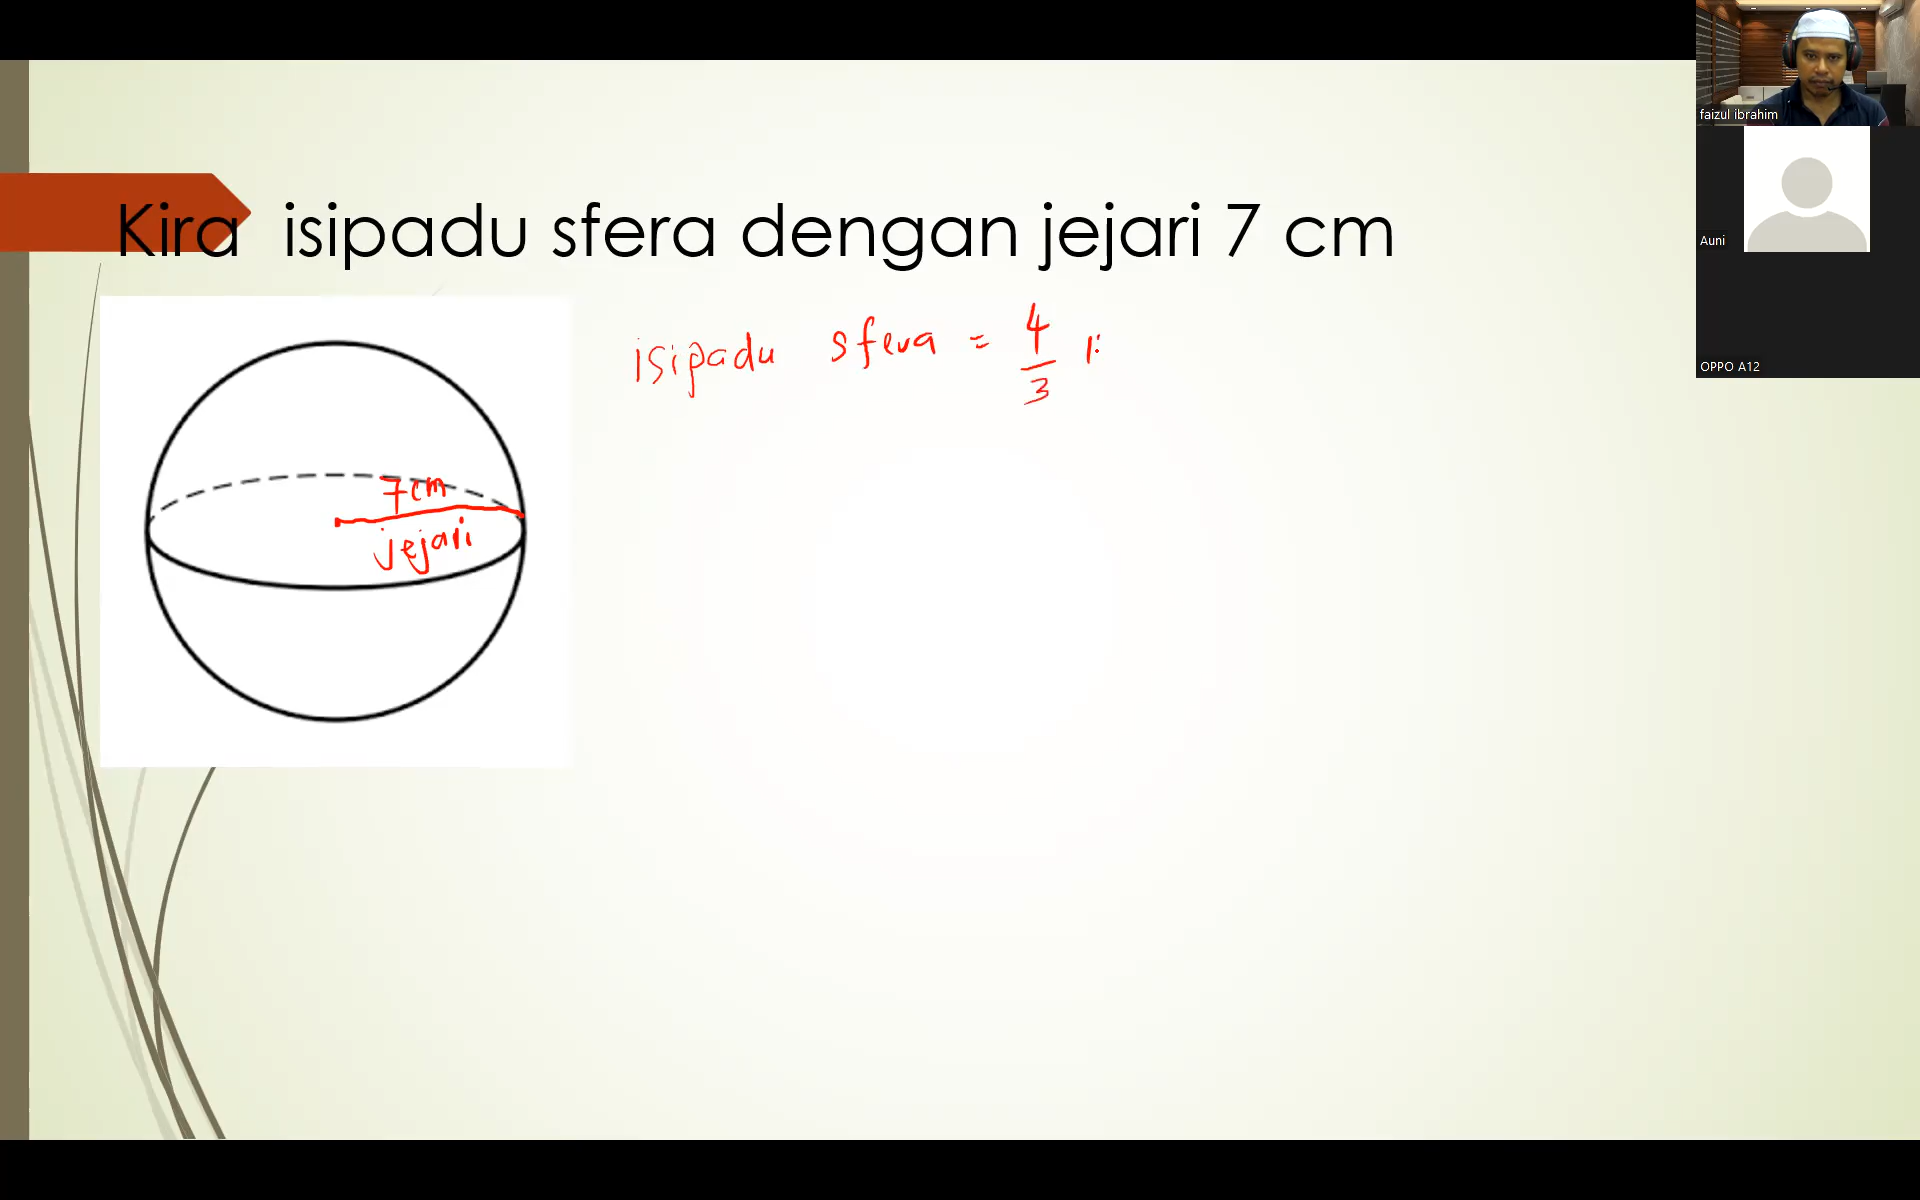 Kira isipadu sfera dengan jejari 7 cm
isipadu sfera = 4/3
7cm
jejari
faizul ibrahim
Auni
OPPO A12